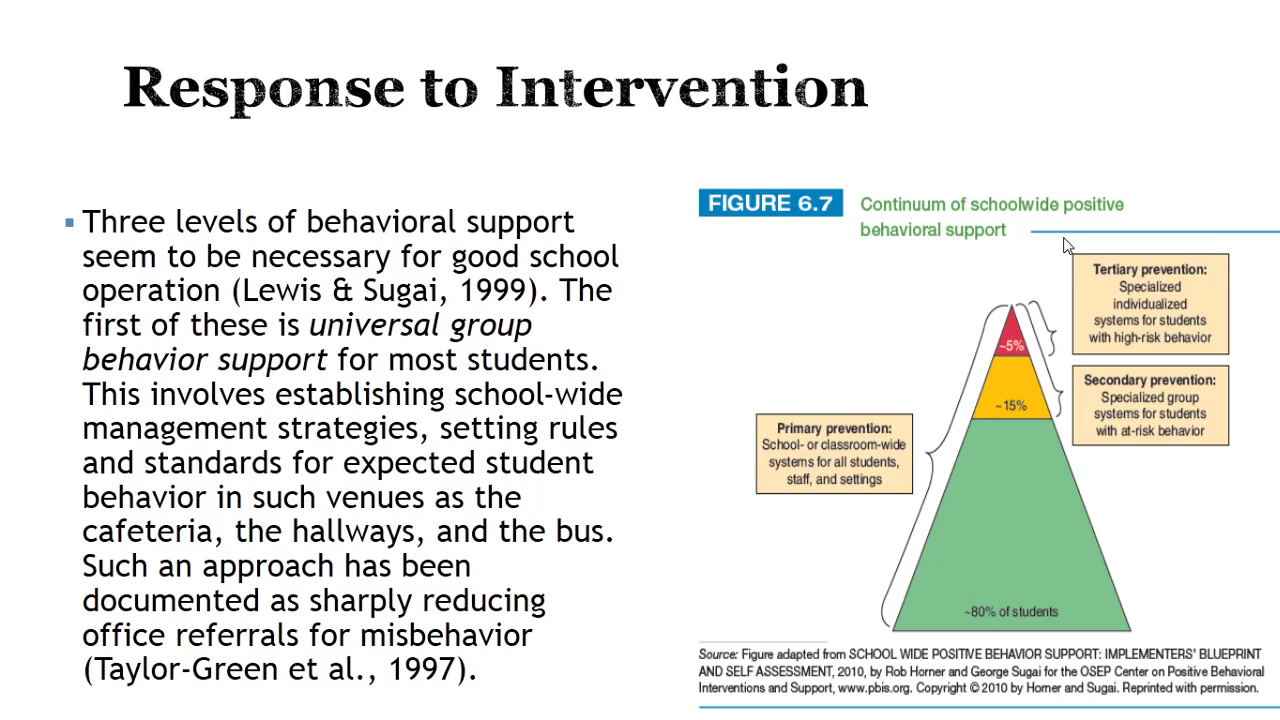 Response to Intervention
Three levels of behavioral support
seem to be necessary for good school
operation (Lewis & Sugai, 1999). The
first of these is universal group
behavior support for most students.
This involves establishing school-wide
management strategies, setting rules
and standards for expected student
behavior in such venues as the
cafeteria, the hallways, and the bus.
Such an approach has been
documented as sharply reducing
office referrals for misbehavior
(Taylor-Green et al., 1997).
FIGURE 6.7
Continuum of schoolwide positive
behavioral support
Tertiary prevention:
Specialized
individualized
systems for students
with high-risk behavior
~5%
Secondary prevention:
Specialized group
systems for students
with at-risk behavior
~15%
Primary prevention:
School- or classroom-wide
systems for all students,
staff, and settings
~80% of students
Source: Figure adapted from SCHOOL WIDE POSITIVE BEHAVIOR SUPPORT: IMPLEMENTERS' BLUEPRINT
AND SELF ASSESSMENT, 2010, by Rob Horner and George Sugai for the OSEP Center on Positive Behavioral
Interventions and Support, www.pbis.org. Copyright © 2010 by Horner and Sugai. Reprinted with permission.